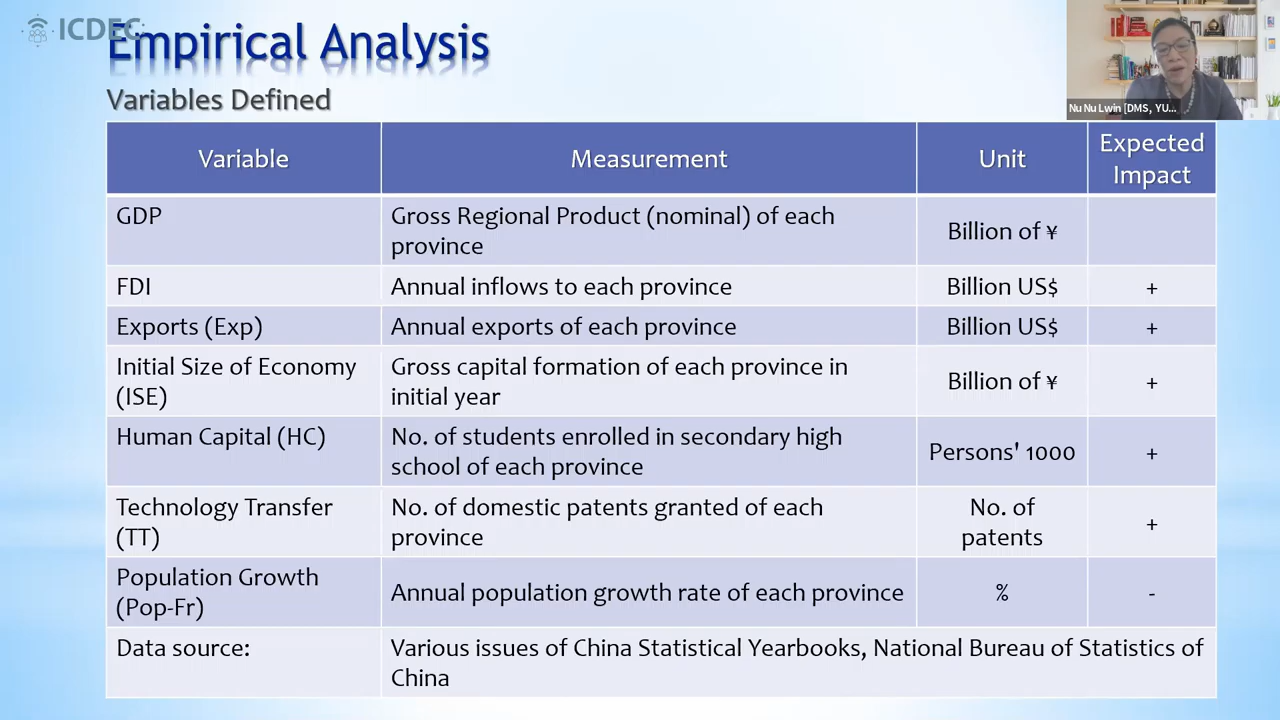 ICDEC
Empirical Analysis
Variables Defined
Nu Nu Lwin [DMS, YU...
Variable
Measurement
Unit
Expected
Impact
GDP
Gross Regional Product (nominal) of each
province
Billion of ¥
FDI
Annual inflows to each province
Billion US$
+
Exports (Exp)
Annual exports of each province
Billion US$
+
Initial Size of Economy
(ISE)
Gross capital formation of each province in
initial year
Billion of ¥
+
Human Capital (HC)
No. of students enrolled in secondary high
school of each province
Persons' 1000
+
Technology Transfer
(TT)
No. of domestic patents granted of each
province
No. of
patents
+
Population Growth
(Pop-Fr)
Annual population growth rate of each province
%
-
Data source:
Various issues of China Statistical Yearbooks, National Bureau of Statistics of
China